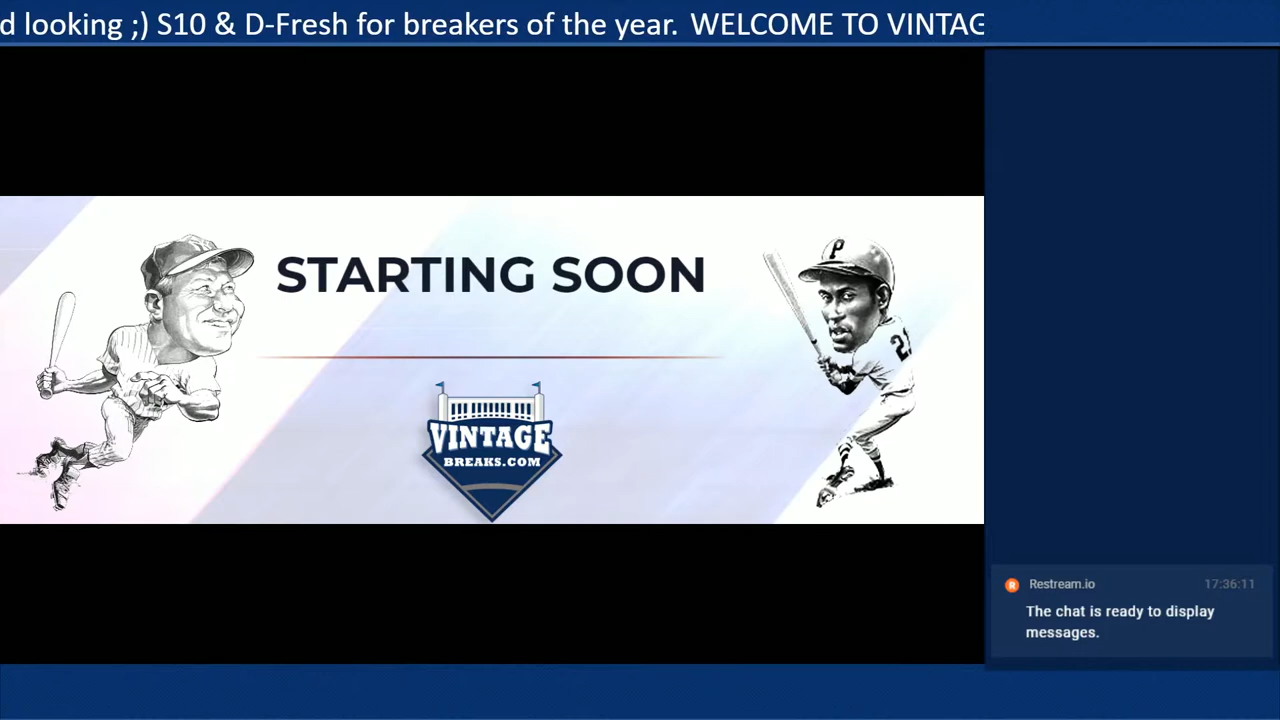 d looking ;) S10 & D-Fresh for breakers of the year. WELCOME TO VINTAG
STARTING SOON
P
VINTAGE
BREAKS.COM
Restream.io 17:36:11
The chat is ready to display
messages.